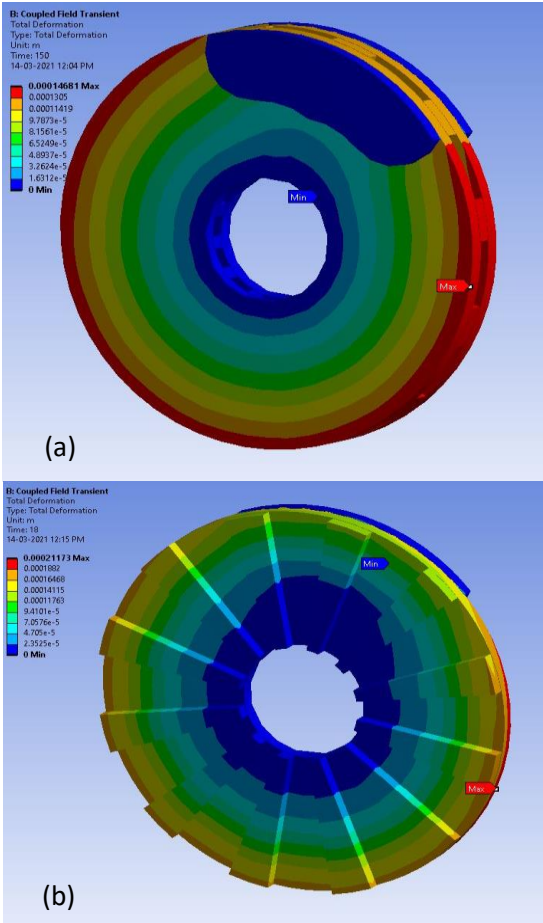 B: Coupled Field Transient
Total Deformation
Type: Total Deformation
Unit: m
Time: 150
14-03-2021 12:04 PM
0.00014681 Max
0.0001305
0.00011419
9.7873e-5
8.1561e-5
6.5249e-5
4.8937e-5
3.2624e-5
1.6312e-5
0 Min
Min
Max
(a)
B: Coupled Field Transient
Total Deformation
Type: Total Deformation
Unit: m
Time: 18
14-03-2021 12:15 PM
0.00021173 Max
0.0001882
0.00016468
0.00014115
0.00011763
9.4101e-5
7.0576e-5
4.705e-5
2.3525e-5
0 Min
Min
Max
(b)